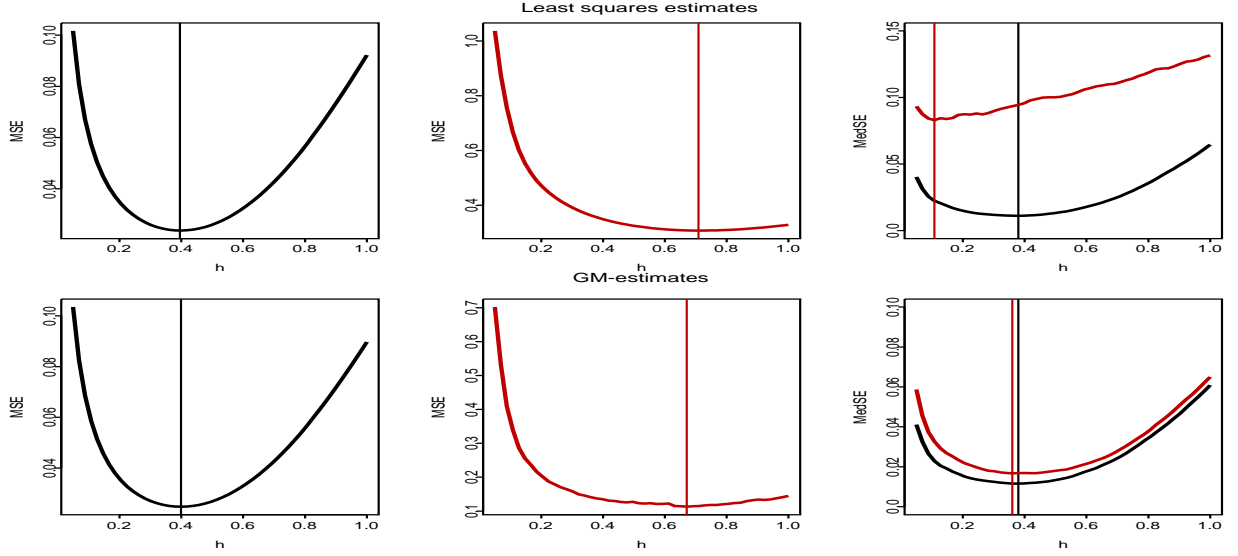 Least squares estimates
MSE
0.04 0.06 0.08 0.10
0.2 0.4 0.6 0.8 1.0
h
MSE
0.4 0.6 0.8 1.0
0.2 0.4 0.6 0.8 1.0
h
MedSE
0.0 0.05 0.10 0.15
0.2 0.4 0.6 0.8 1.0
h
GM-estimates
MSE
0.04 0.06 0.08 0.10
0.2 0.4 0.6 0.8 1.0
h
MSE
0.1 0.2 0.3 0.4 0.5 0.6 0.7
0.2 0.4 0.6 0.8 1.0
h
MedSE
0.0 0.02 0.04 0.06 0.08 0.10
0.2 0.4 0.6 0.8 1.0
h